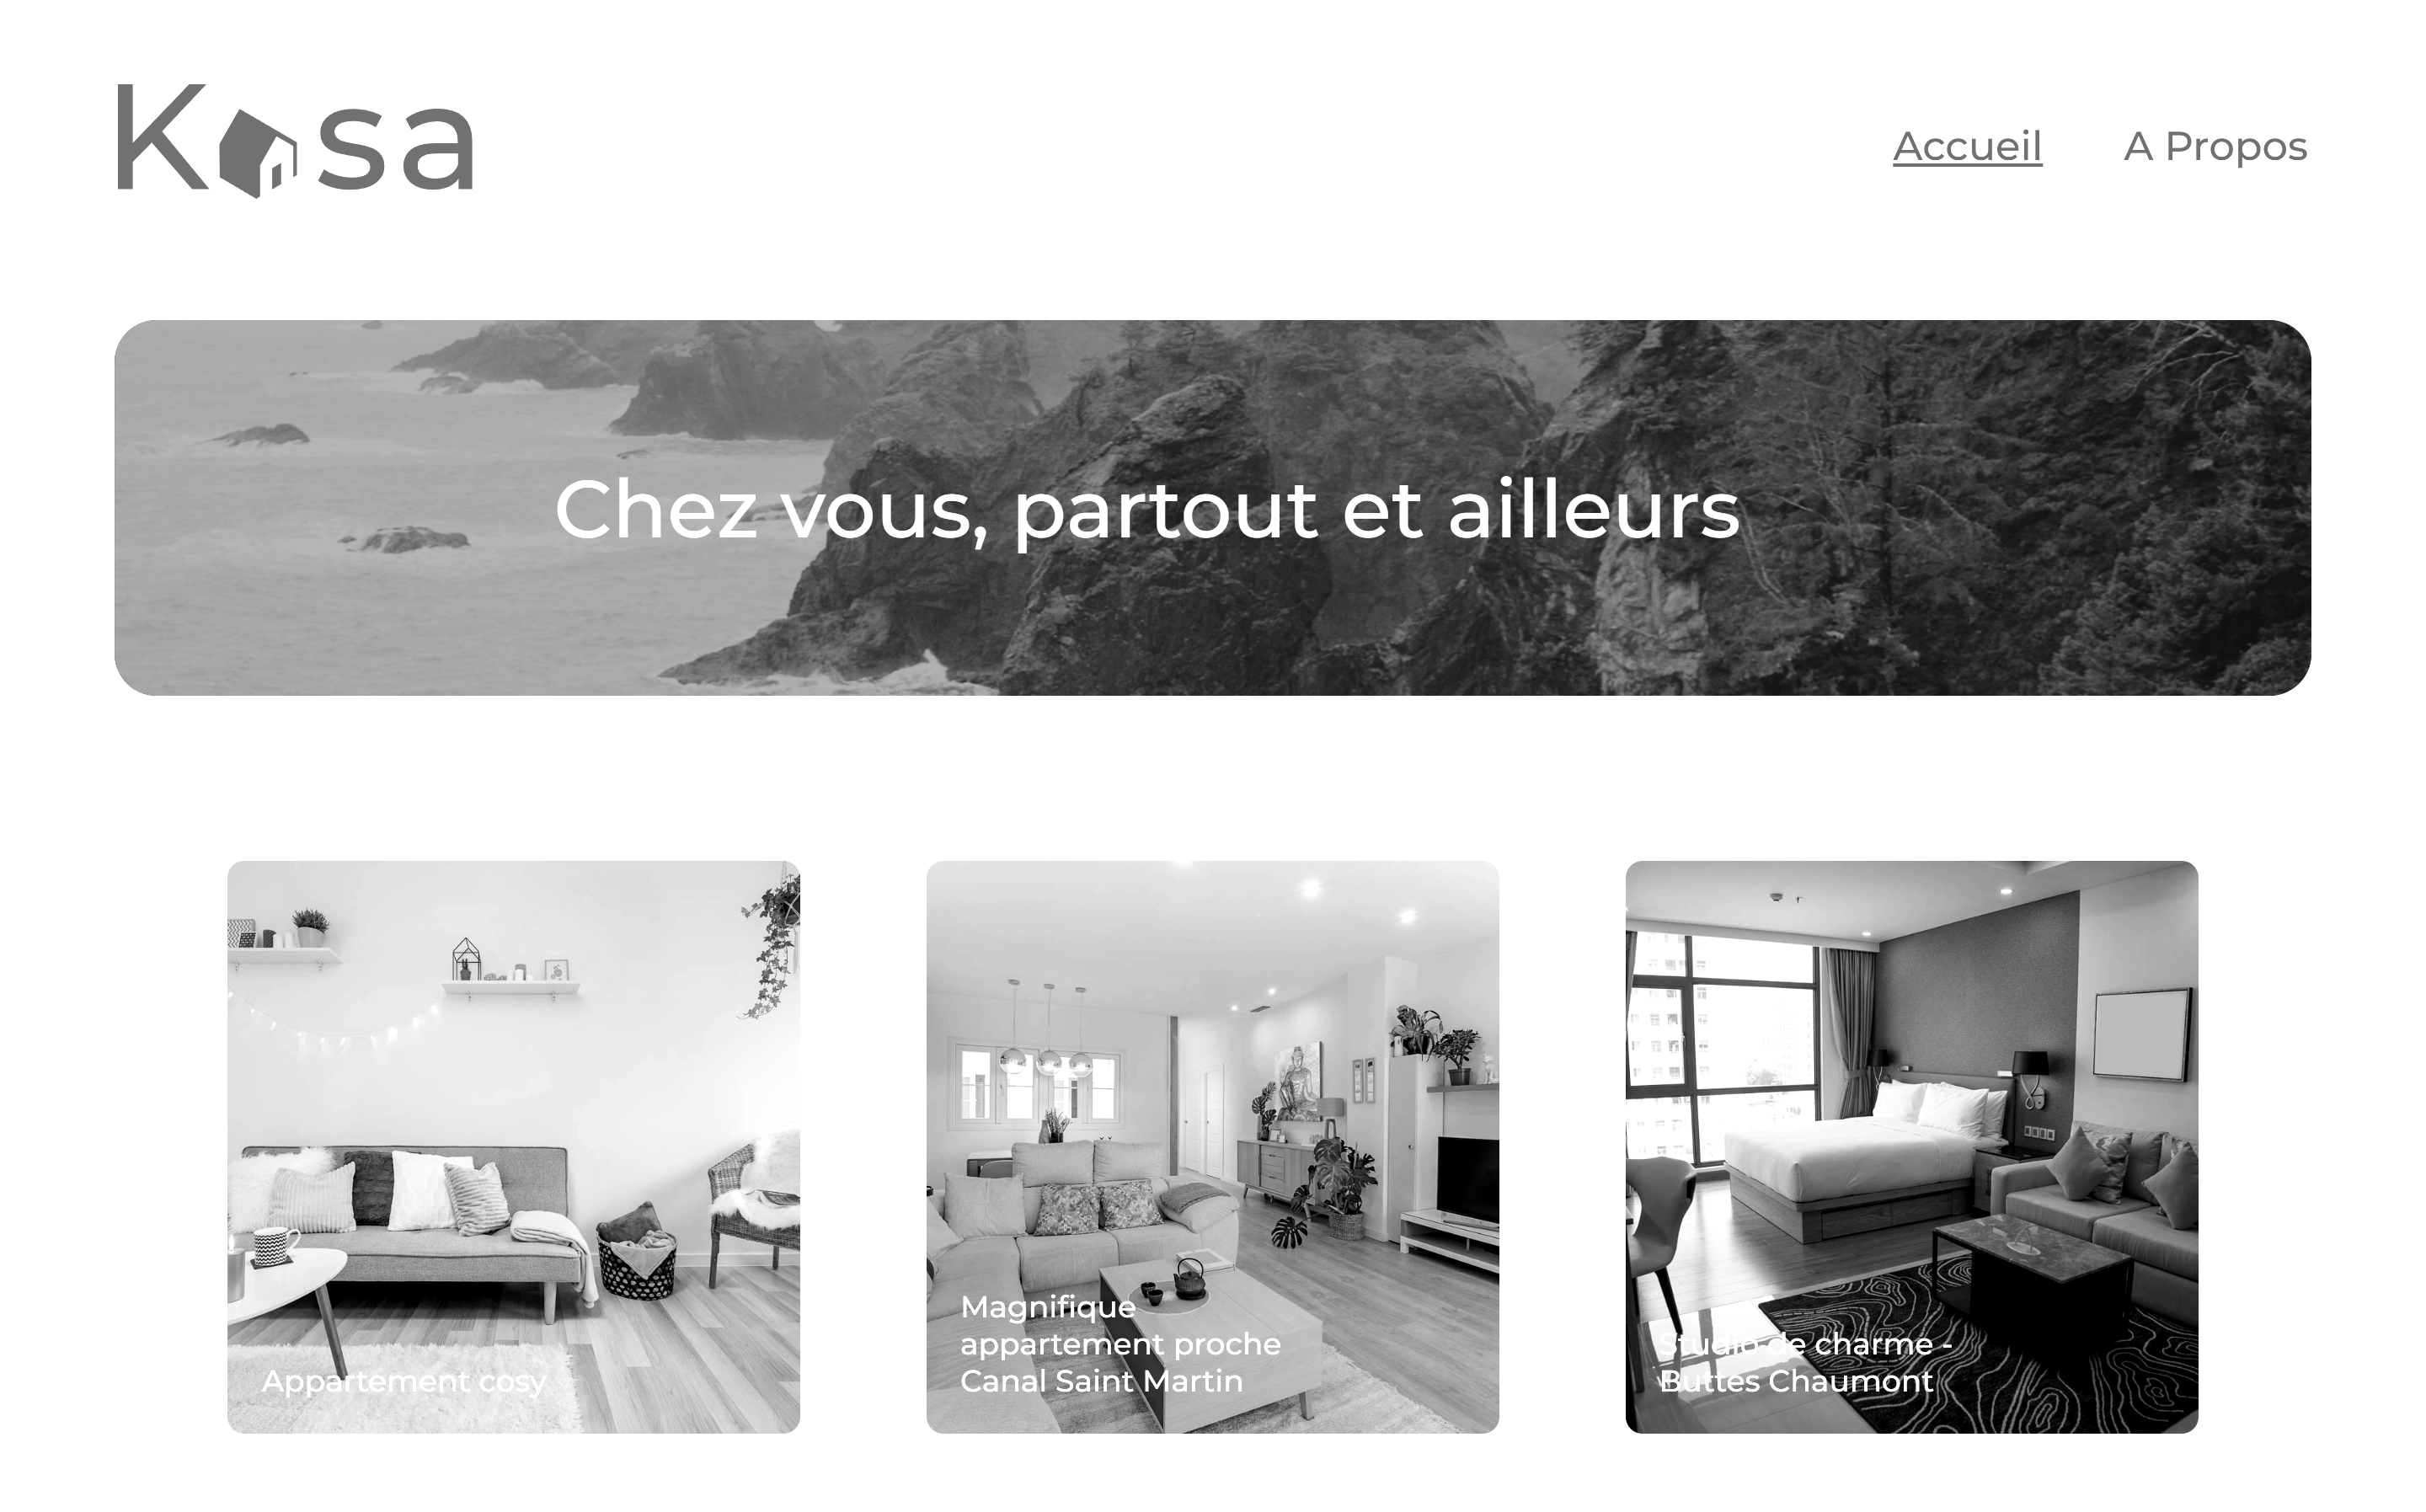 Kasa
Accueil
A Propos
Chez vous, partout et ailleurs
Appartement cosy
Magnifique
appartement proche
Canal Saint Martin
Studio de charme -
Buttes Chaumont